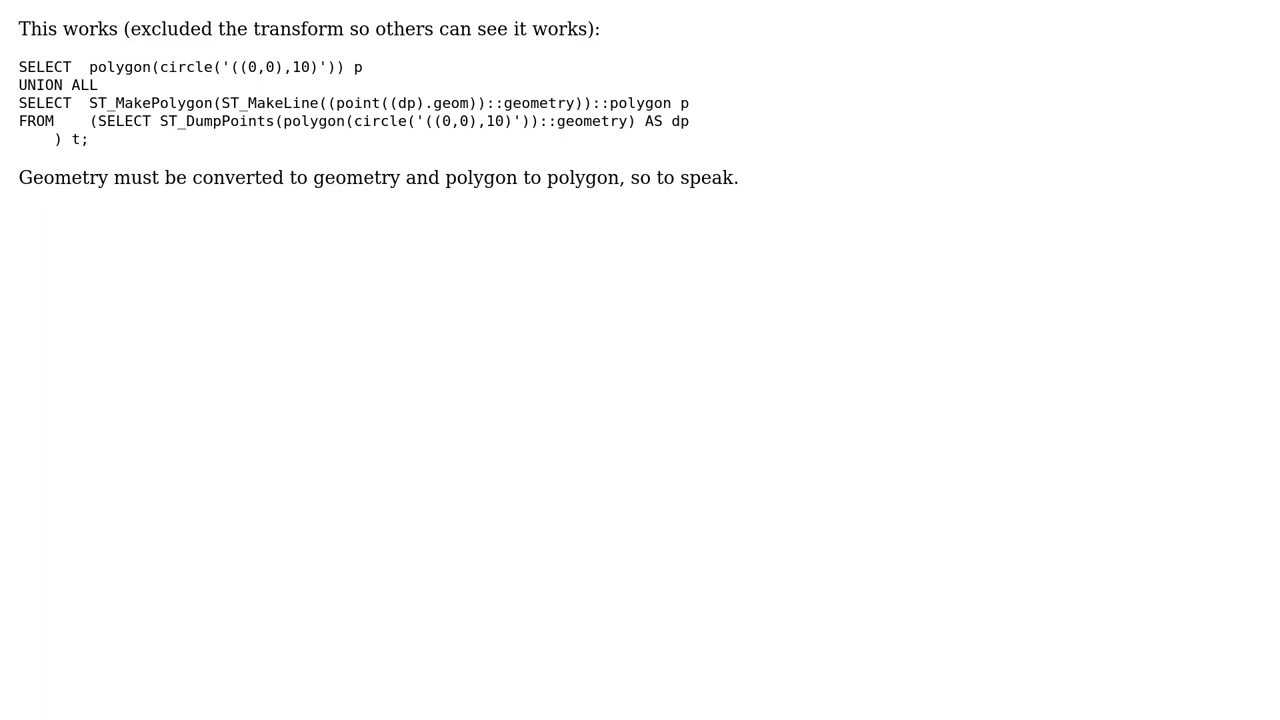 This works (excluded the transform so others can see it works):
SELECT  polygon(circle('((0,0),10)')) p
UNION ALL
SELECT  ST_MakePolygon(ST_MakeLine((point((dp).geom))::geometry))::polygon p
FROM    (SELECT ST_DumpPoints(polygon(circle('((0,0),10)'))::geometry) AS dp
    ) t;
Geometry must be converted to geometry and polygon to polygon, so to speak.